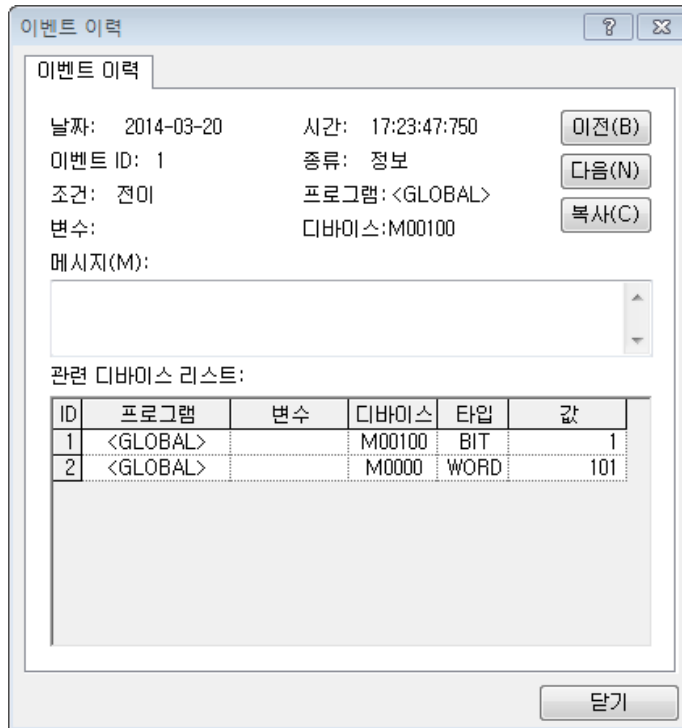 이벤트 이력
이벤트 이력
날짜: 2014-03-20 시간: 17:23:47:750 이전(B)
이벤트 ID: 1 종류: 정보 다음(N)
조건: 전이 프로그램:<GLOBAL> 복사(C)
변수: 디바이스:M00100
메시지(M):
관련 디바이스 리스트:
ID 프로그램 변수 디바이스 타입 값
1 <GLOBAL> M00100 BIT 1
2 <GLOBAL> M0000 WORD 101
닫기